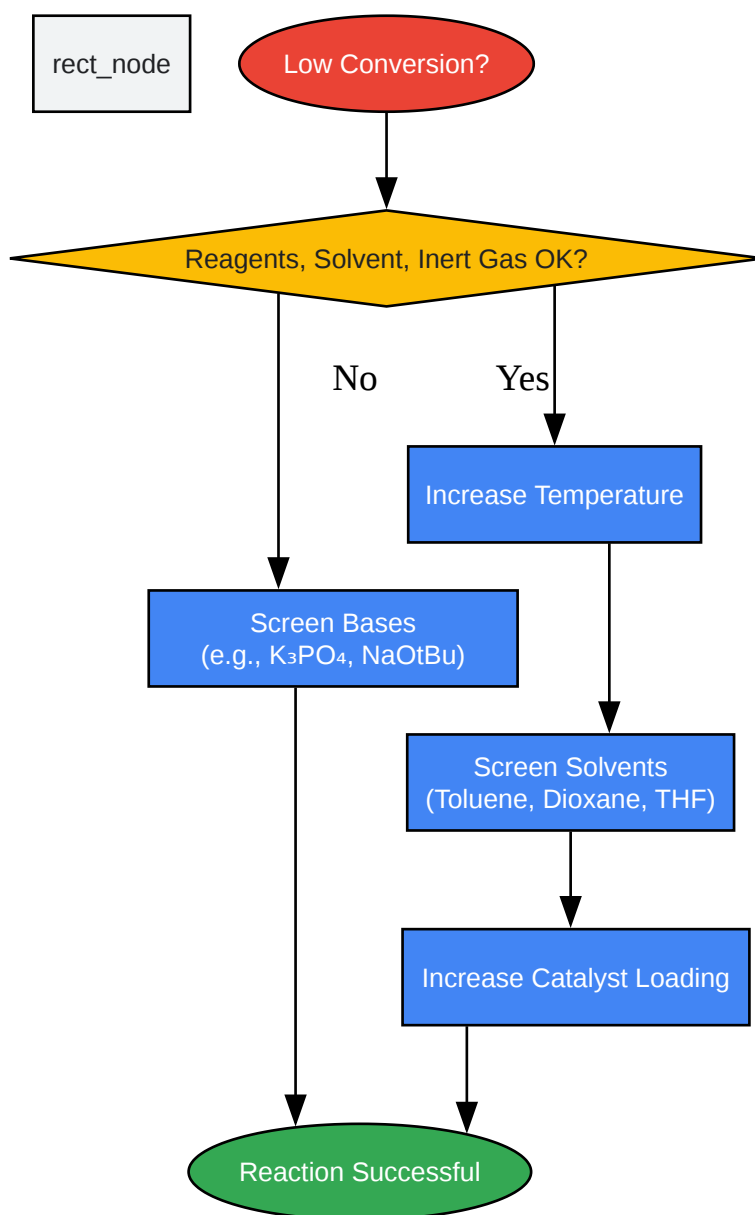 rect_node
Low Conversion?
Reagents, Solvent, Inert Gas OK?
No
Yes
Increase Temperature
Screen Bases
(e.g., K₃PO₄, NaOtBu)
Screen Solvents
(Toluene, Dioxane, THF)
Increase Catalyst Loading
Reaction Successful